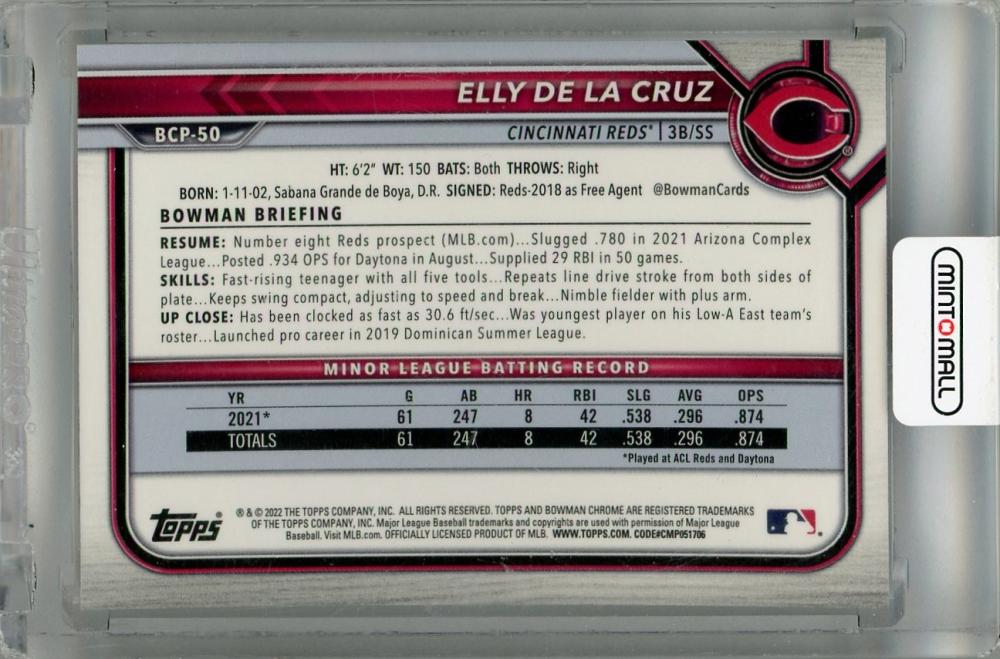 ELLY DE LA CRUZ
BCP-50
CINCINNATI REDS® | 3B/SS
HT: 6'2" WT: 150 BATS: Both THROWS: Right
BORN: 1-11-02, Sabana Grande de Boya, D.R. SIGNED: Reds-2018 as Free Agent @BowmanCards
BOWMAN BRIEFING
RESUME: Number eight Reds prospect (MLB.com)...Slugged .780 in 2021 Arizona Complex
League...Posted .934 OPS for Daytona in August...Supplied 29 RBI in 50 games.
SKILLS: Fast-rising teenager with all five tools...Repeats line drive stroke from both sides of
plate...Keeps swing compact, adjusting to speed and break...Nimble fielder with plus arm.
UP CLOSE: Has been clocked as fast as 30.6 ft/sec...Was youngest player on his Low-A East team's
roster...Launched pro career in 2019 Dominican Summer League.
MINOR LEAGUE BATTING RECORD
YR G AB HR RBI SLG AVG OPS
2021* 61 247 8 42 .538 .296 .874
TOTALS 61 247 8 42 .538 .296 .874
*Played at ACL Reds and Daytona
Topps
® & © 2022 THE TOPPS COMPANY, INC. ALL RIGHTS RESERVED. TOPPS AND BOWMAN CHROME ARE REGISTERED TRADEMARKS
OF THE TOPPS COMPANY, INC. Major League Baseball trademarks and copyrights are used with permission of Major League
Baseball. Visit MLB.com. OFFICIALLY LICENSED PRODUCT OF MLB. WWW.TOPPS.COM. CODE#CMP051706
MINTOMALL